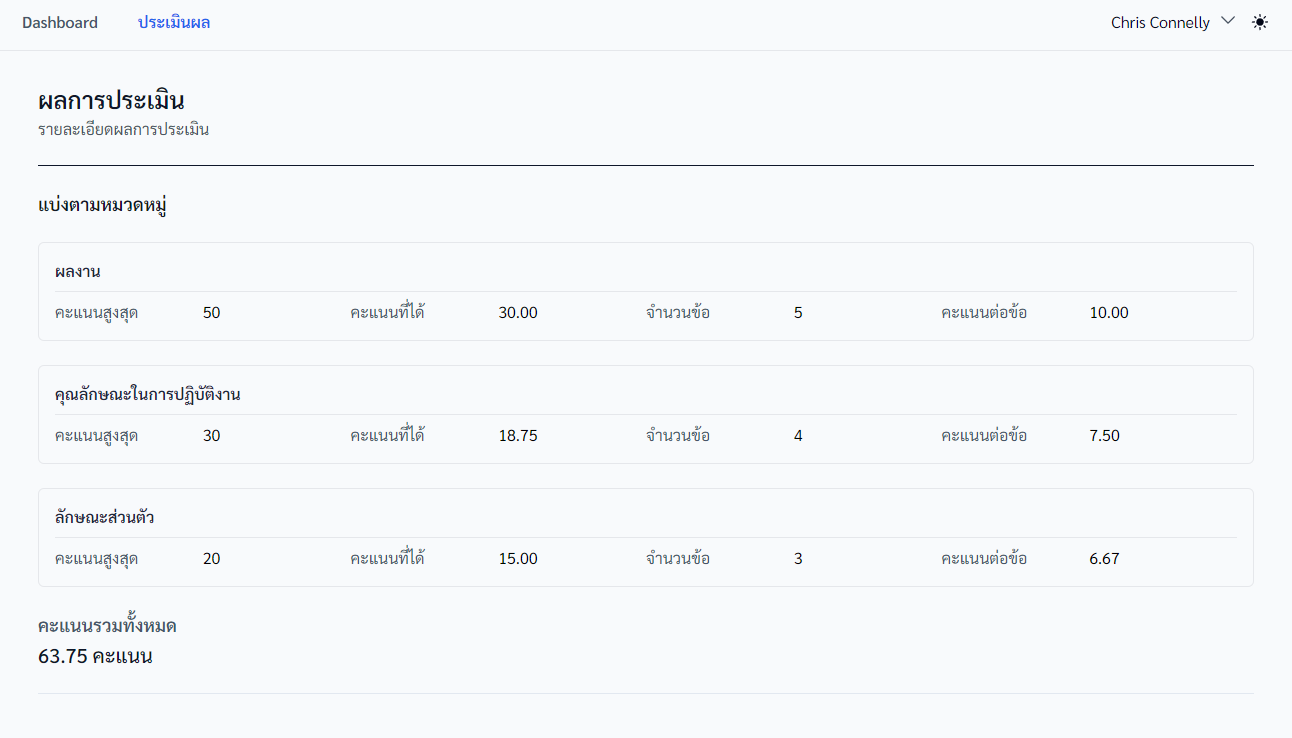 Dashboard ประเมินผล Chris Connelly
ผลการประเมิน
รายละเอียดผลการประเมิน
แบ่งตามหมวดหมู่
ผลงาน
คะแนนสูงสุด 50 คะแนนที่ได้ 30.00 จำนวนข้อ 5 คะแนนต่อข้อ 10.00
คุณลักษณะในการปฏิบัติงาน
คะแนนสูงสุด 30 คะแนนที่ได้ 18.75 จำนวนข้อ 4 คะแนนต่อข้อ 7.50
ลักษณะส่วนตัว
คะแนนสูงสุด 20 คะแนนที่ได้ 15.00 จำนวนข้อ 3 คะแนนต่อข้อ 6.67
คะแนนรวมทั้งหมด
63.75 คะแนน